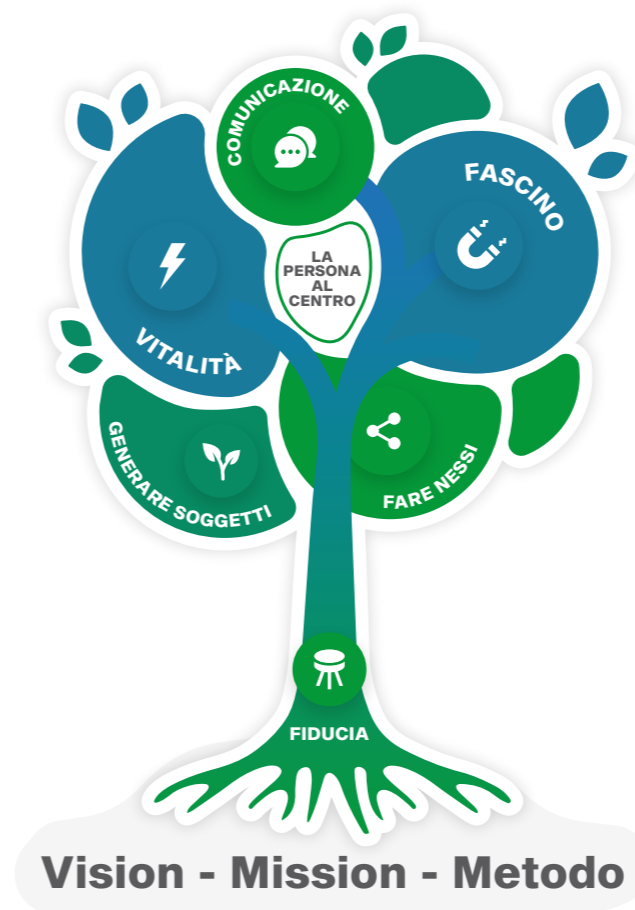 COMUNICAZIONE
FASCINO
LA
PERSONA
AL
CENTRO
VITALITÀ
GENERARE SOGGETTI
FARE NESSI
FIDUCIA
Vision - Mission - Metodo